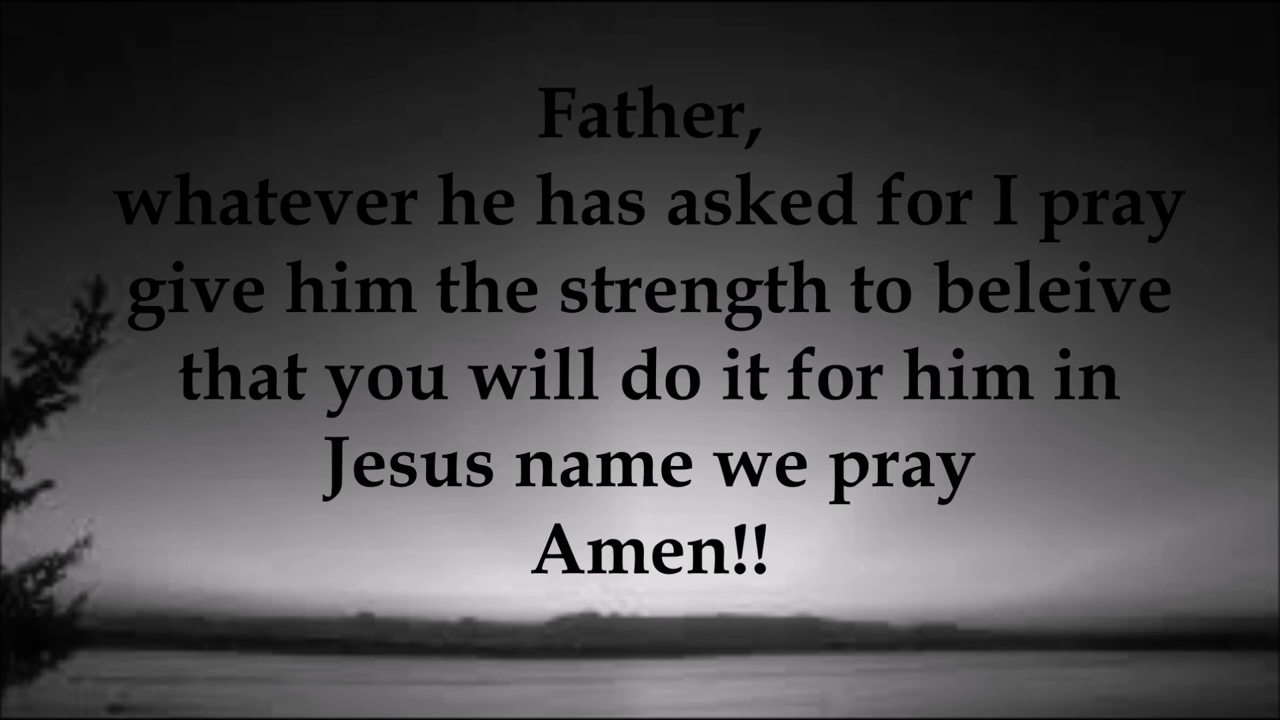 Father,
whatever he has asked for I pray
give him the strength to beleive
that you will do it for him in
Jesus name we pray
Amen!!